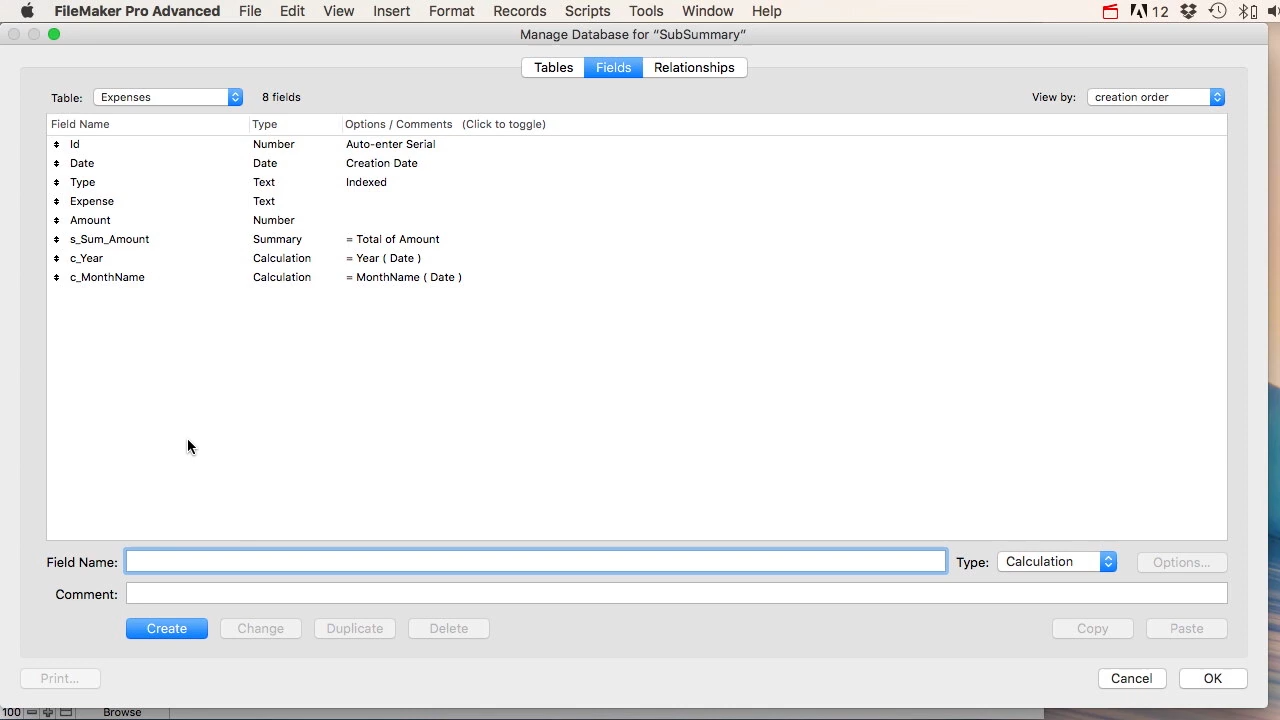 FileMaker Pro Advanced File Edit View Insert Format Records Scripts Tools Window Help 12
Manage Database for “SubSummary”
Tables Fields Relationships
Table: Expenses 8 fields View by: creation order
Field Name Type Options / Comments (Click to toggle)
Id Number Auto-enter Serial
Date Date Creation Date
Type Text Indexed
Expense Text
Amount Number
s_Sum_Amount Summary = Total of Amount
c_Year Calculation = Year ( Date )
c_MonthName Calculation = MonthName ( Date )
Field Name: Type: Calculation Options...
Comment:
Create Change Duplicate Delete Copy Paste
Print... Cancel OK
100 Browse